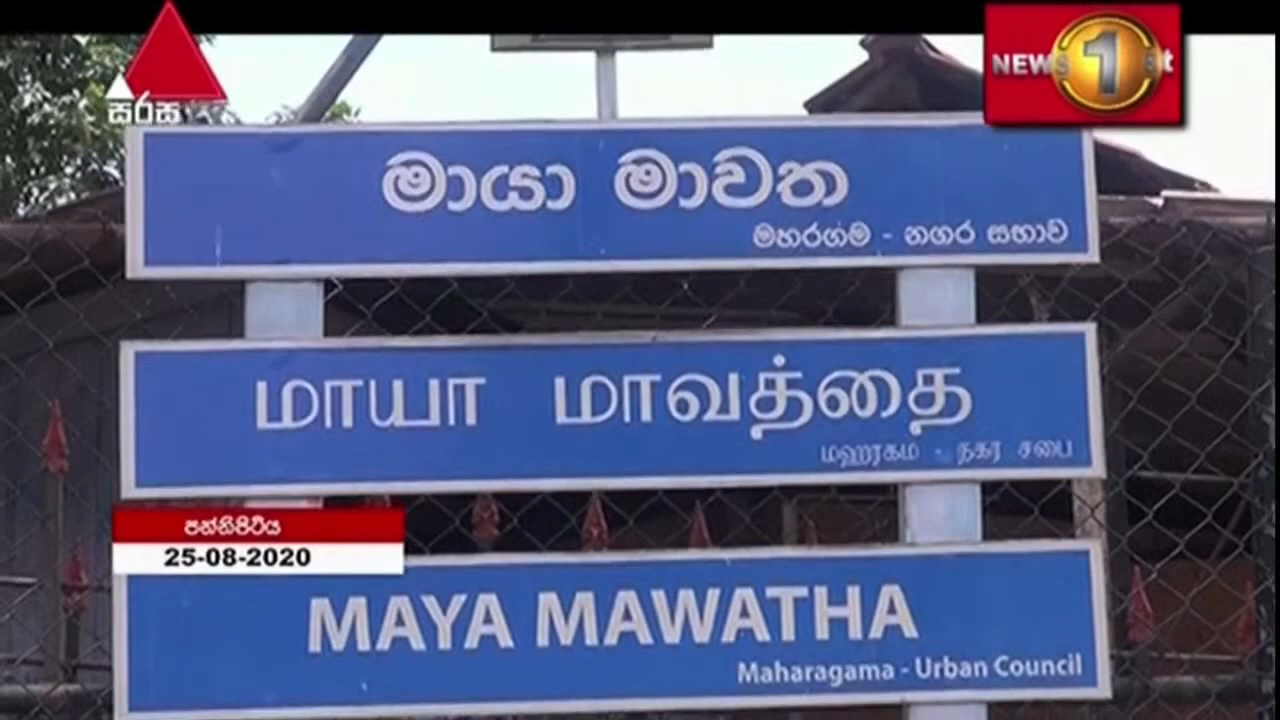 සිරස
NEWS 1st
මායා මාවත
මහරගම - නගර සභාව
மாயா மாவத்தை
மஹரகம - நகர சபை
පන්නිපිටිය
25-08-2020
MAYA MAWATHA
Maharagama - Urban Council